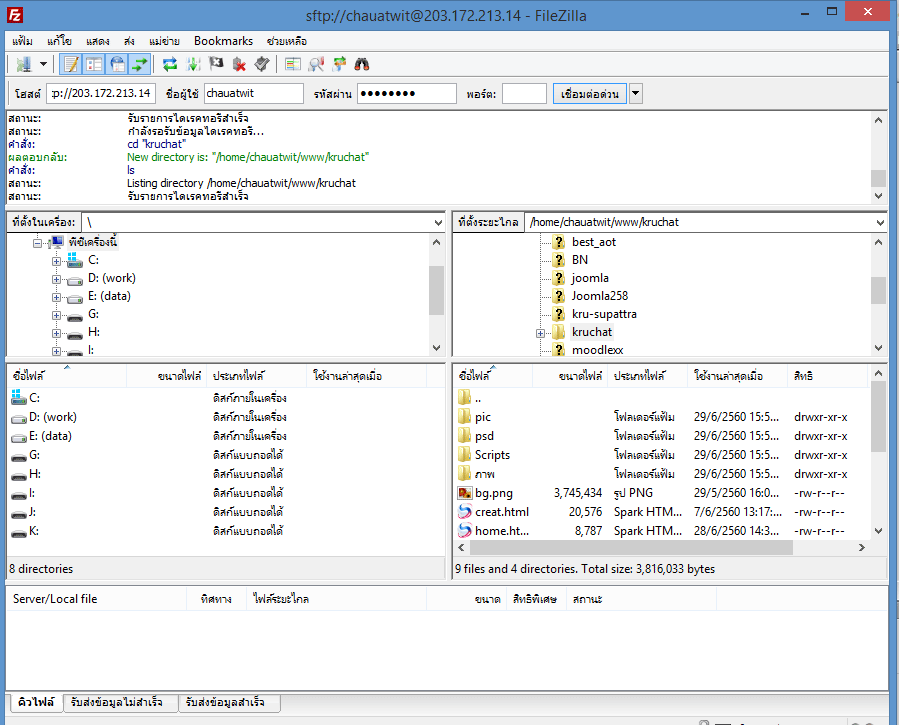 sftp://chauatwit@203.172.213.14 - FileZilla
แฟ้ม แก้ไข แสดง ส่ง แม่ข่าย Bookmarks ช่วยเหลือ
โฮสต์ p://203.172.213.14 ชื่อผู้ใช้ chauatwit รหัสผ่าน ●●●●●●●● พอร์ต: เชื่อมต่อด่วน
สถานะ: รับรายการไดเรคทอรีสำเร็จ
สถานะ: กำลังรอรับข้อมูลไดเรคทอรี...
คำสั่ง: cd "kruchat"
ผลตอบกลับ: New directory is: "/home/chauatwit/www/kruchat"
คำสั่ง: ls
สถานะ: Listing directory /home/chauatwit/www/kruchat
สถานะ: รับรายการไดเรคทอรีสำเร็จ
ที่ตั้งในเครื่อง: \
พีซีเครื่องนี้
C:
D: (work)
E: (data)
G:
H:
I:
ที่ตั้งระยะไกล /home/chauatwit/www/kruchat
best_aot
BN
joomla
Joomla258
kru-supattra
kruchat
moodlexx
ชื่อไฟล์ ขนาดไฟล์ ประเภทไฟล์ ใช้งานล่าสุดเมื่อ
C: ดิสก์ภายในเครื่อง
D: (work) ดิสก์ภายในเครื่อง
E: (data) ดิสก์ภายในเครื่อง
G: ดิสก์แบบถอดได้
H: ดิสก์แบบถอดได้
I: ดิสก์แบบถอดได้
J: ดิสก์แบบถอดได้
K: ดิสก์แบบถอดได้
8 directories
ชื่อไฟล์ ขนาดไฟล์ ประเภทไฟล์ ใช้งานล่าสุดเมื่อ สิทธิ
..
pic โฟลเดอร์แฟ้ม 29/6/2560 15:5... drwxr-xr-x
psd โฟลเดอร์แฟ้ม 29/6/2560 15:5... drwxr-xr-x
Scripts โฟลเดอร์แฟ้ม 29/6/2560 15:5... drwxr-xr-x
ภาพ โฟลเดอร์แฟ้ม 29/6/2560 15:5... drwxr-xr-x
bg.png 3,745,434 รูป PNG 29/5/2560 16:0... -rw-r--r--
creat.html 20,576 Spark HTM... 7/6/2560 13:17:... -rw-r--r--
home.ht... 8,787 Spark HTM... 28/6/2560 14:3... -rw-r--r--
9 files and 4 directories. Total size: 3,816,033 bytes
Server/Local file ทิศทาง ไฟล์ระยะไกล ขนาด สิทธิพิเศษ สถานะ
คิวไฟล์ รับส่งข้อมูลไม่สำเร็จ รับส่งข้อมูลสำเร็จ